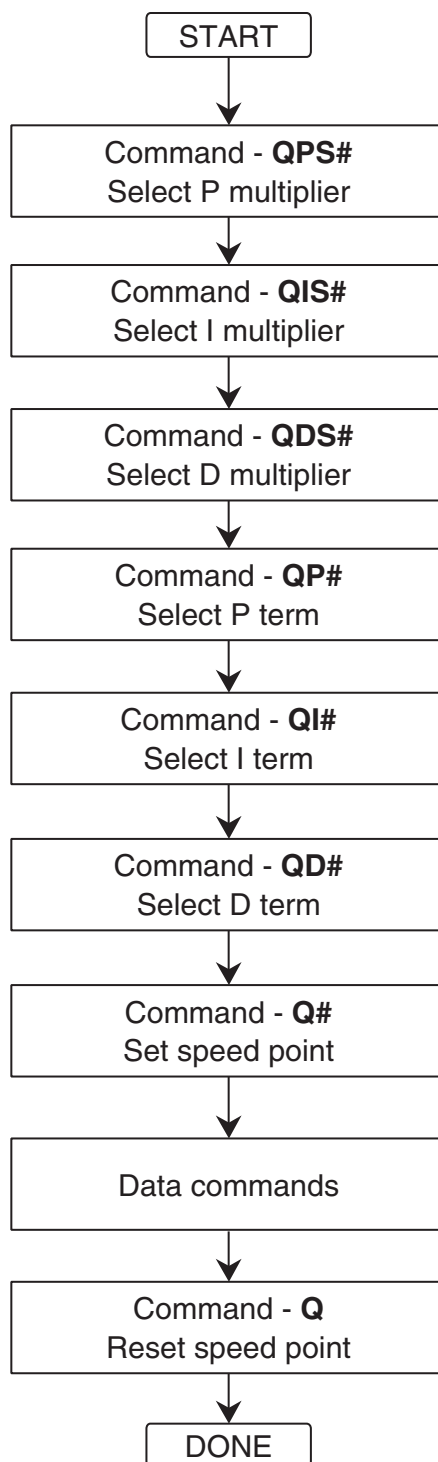 START
Command - QPS#
Select P multiplier
Command - QIS#
Select I multiplier
Command - QDS#
Select D multiplier
Command - QP#
Select P term
Command - QI#
Select I term
Command - QD#
Select D term
Command - Q#
Set speed point
Data commands
Command - Q
Reset speed point
DONE